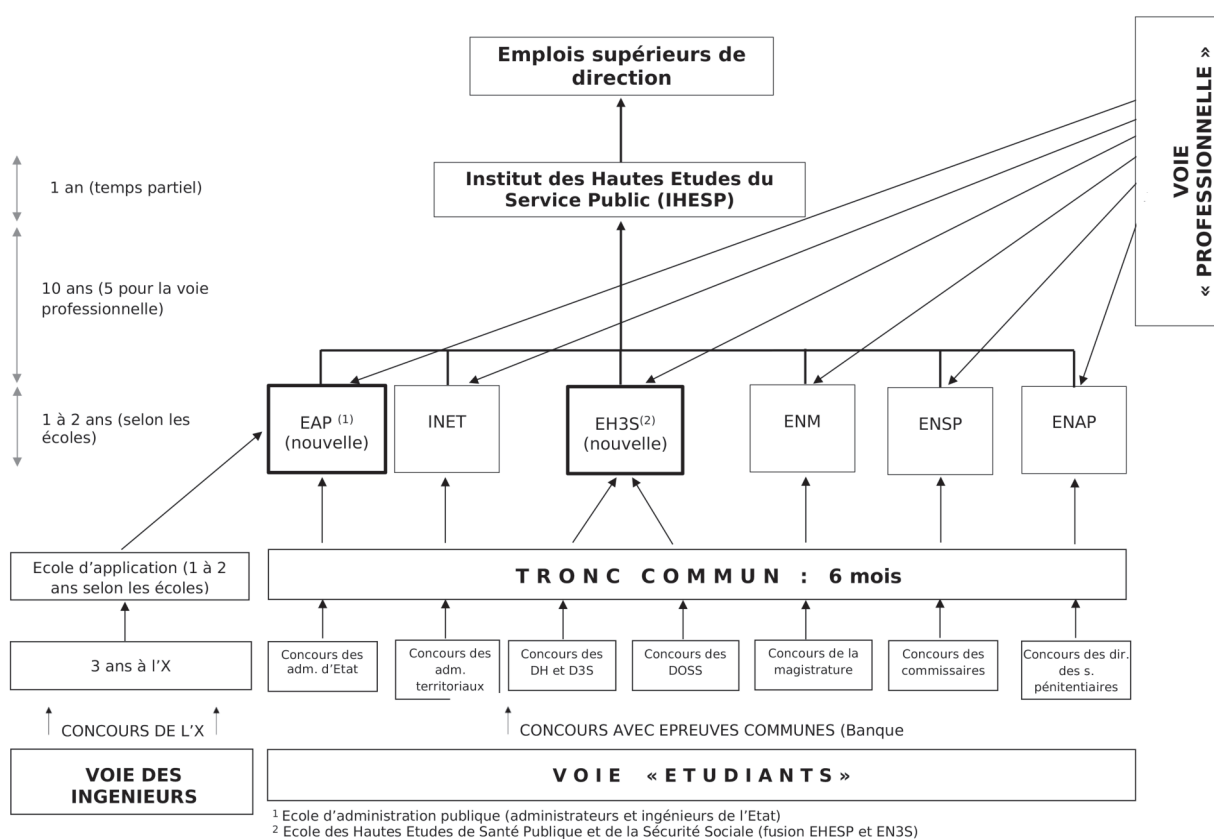 Emplois supérieurs de
direction
VOIE
« PROFESSIONNELLE »
1 an (temps partiel)
Institut des Hautes Etudes du
Service Public (IHESP)
10 ans (5 pour la voie
professionnelle)
1 à 2 ans (selon les
écoles)
EAP (1)
(nouvelle)
INET
EH3S(2)
(nouvelle)
ENM
ENSP
ENAP
Ecole d’application (1 à 2
ans selon les écoles)
TRONC COMMUN : 6 mois
3 ans à l’X
Concours des
adm. d’Etat
Concours des
adm.
territoriaux
Concours des
DH et D3S
Concours des
DOSS
Concours de la
magistrature
Concours des
commissaires
Concours des dir.
des s.
pénitentiaires
CONCOURS DE L’X
CONCOURS AVEC EPREUVES COMMUNES (Banque
VOIE DES
INGENIEURS
VOIE «ETUDIANTS»
1 Ecole d’administration publique (administrateurs et ingénieurs de l’Etat)
2 Ecole des Hautes Etudes de Santé Publique et de la Sécurité Sociale (fusion EHESP et EN3S)